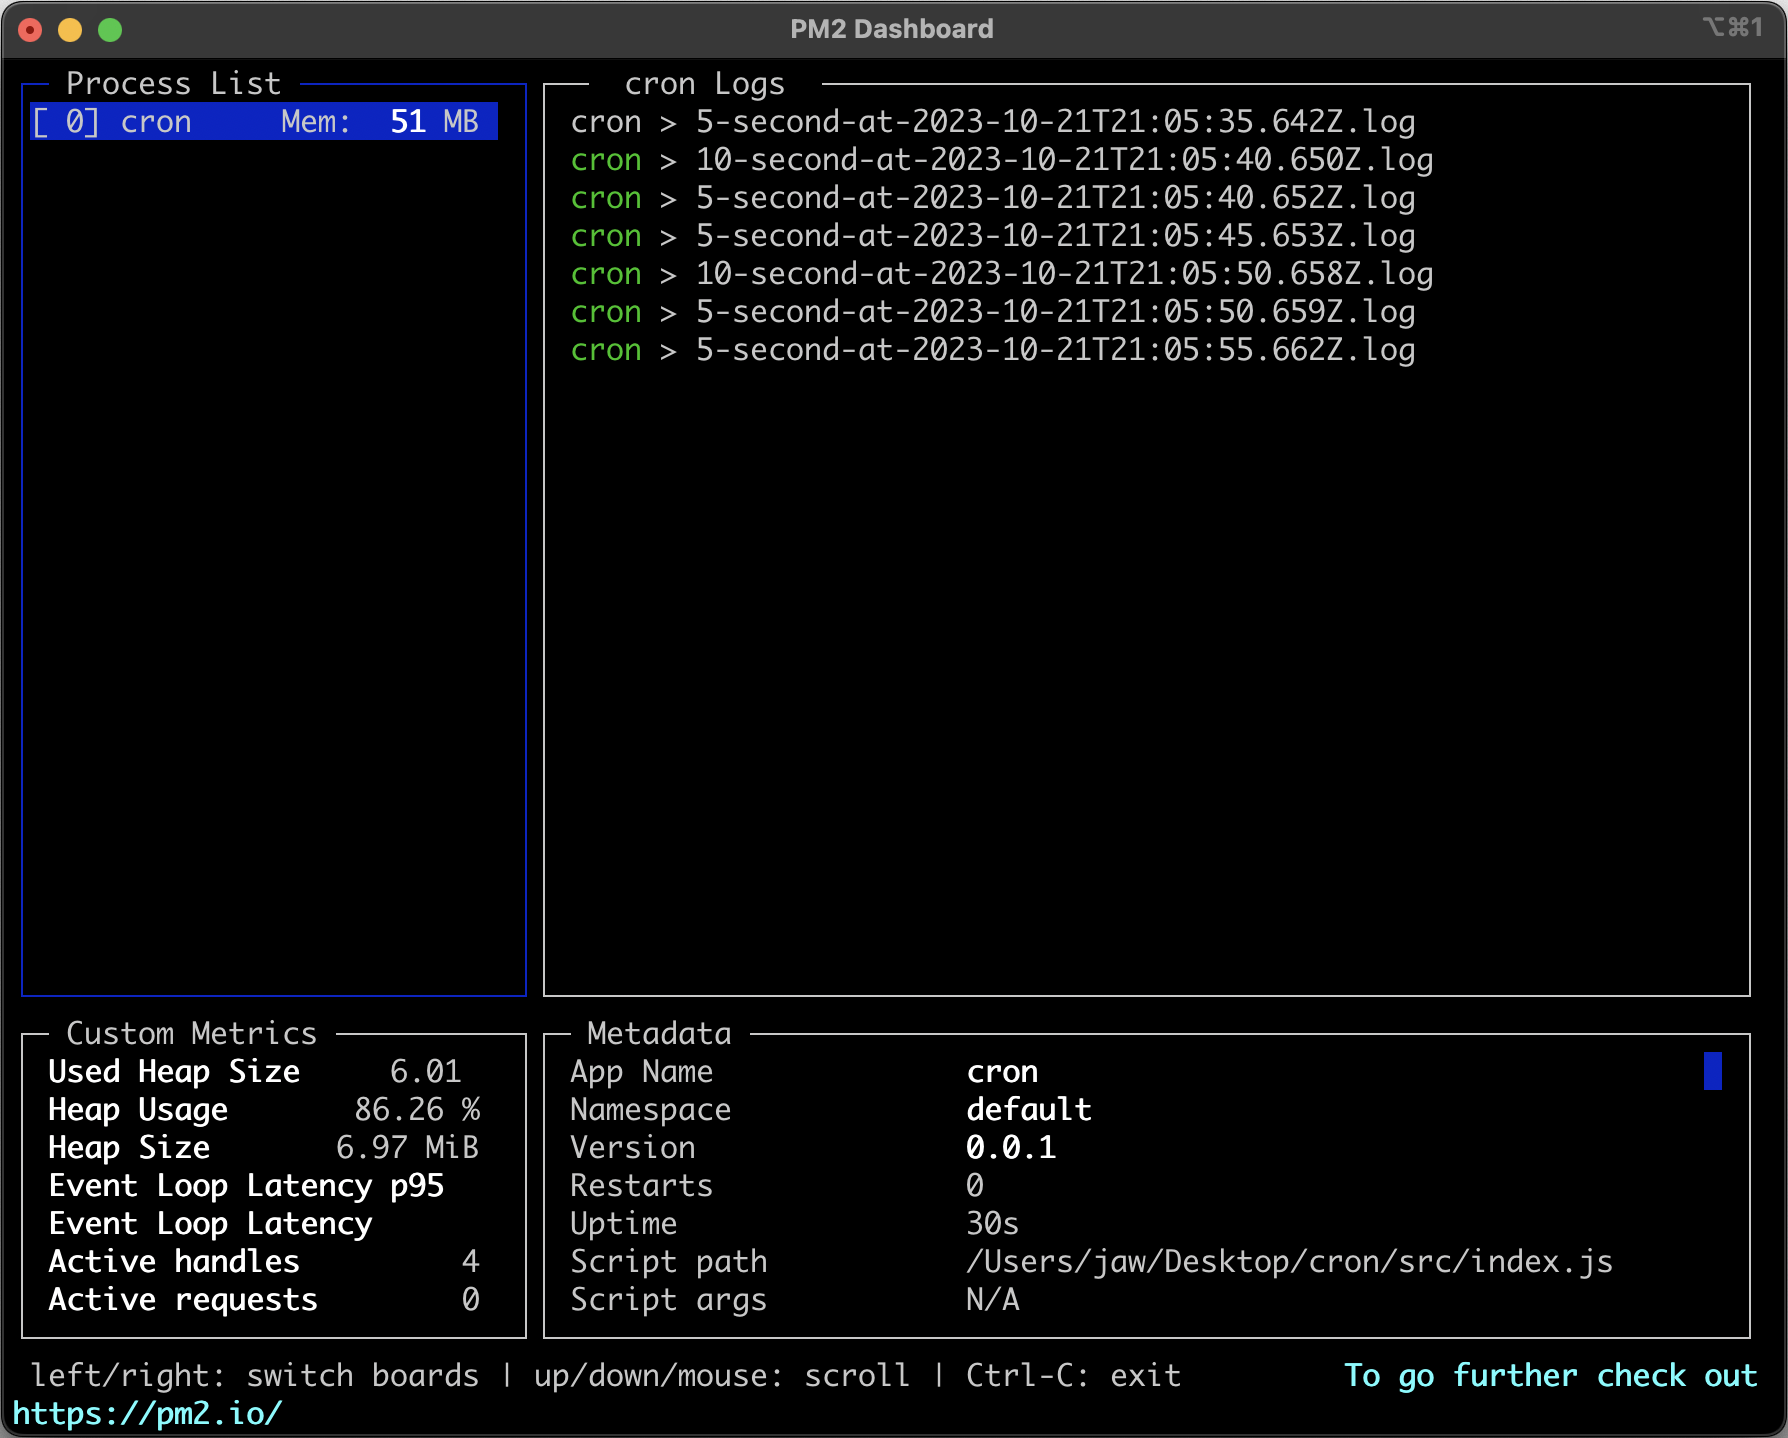 PM2 Dashboard
⌥⌘1
Process List
[ 0] cron Mem: 51 MB
cron Logs
cron > 5-second-at-2023-10-21T21:05:35.642Z.log
cron > 10-second-at-2023-10-21T21:05:40.650Z.log
cron > 5-second-at-2023-10-21T21:05:40.652Z.log
cron > 5-second-at-2023-10-21T21:05:45.653Z.log
cron > 10-second-at-2023-10-21T21:05:50.658Z.log
cron > 5-second-at-2023-10-21T21:05:50.659Z.log
cron > 5-second-at-2023-10-21T21:05:55.662Z.log
Custom Metrics
Used Heap Size 6.01
Heap Usage 86.26 %
Heap Size 6.97 MiB
Event Loop Latency p95
Event Loop Latency
Active handles 4
Active requests 0
Metadata
App Name cron
Namespace default
Version 0.0.1
Restarts 0
Uptime 30s
Script path /Users/jaw/Desktop/cron/src/index.js
Script args N/A
left/right: switch boards | up/down/mouse: scroll | Ctrl-C: exit To go further check out
https://pm2.io/